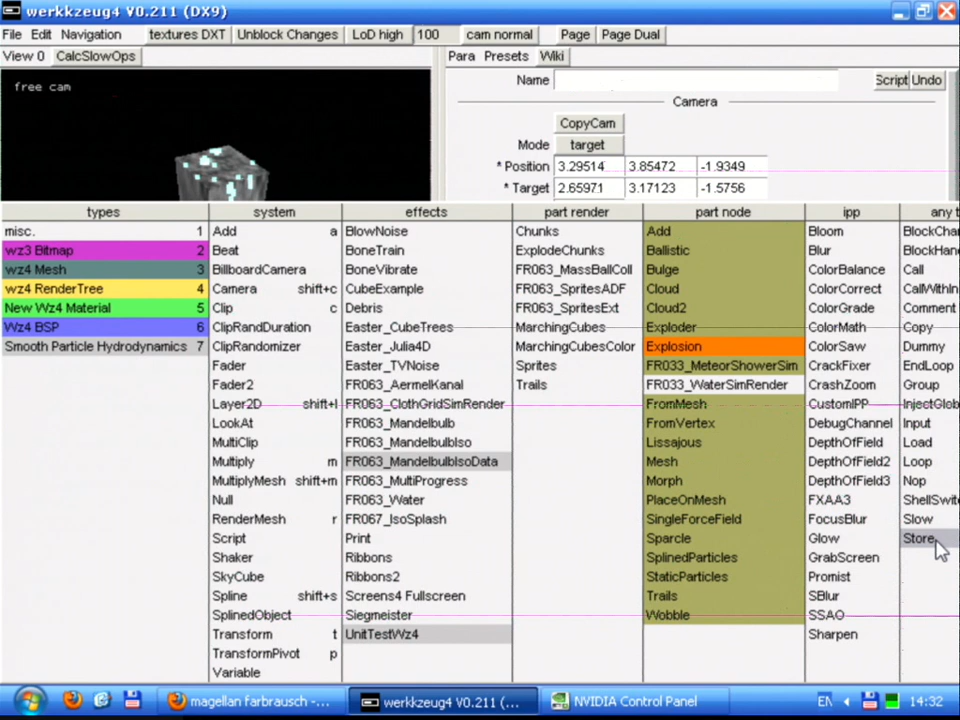 werkkzeug4 V0.211 (DX9)
File Edit Navigation textures DXT Unblock Changes LoD high 100 cam normal Page Page Dual
View 0 CalcSlowOps Para Presets Wiki
free cam
Name Script Undo
Camera
CopyCam
Mode target
* Position 3.29514 3.85472 -1.9349
* Target 2.65971 3.17123 -1.5756
types system effects part render part node ipp any t
misc. 1
wz3 Bitmap 2
wz4 Mesh 3
wz4 RenderTree 4
New Wz4 Material 5
Wz4 BSP 6
Smooth Particle Hydrodynamics 7
Add a
Beat
BillboardCamera
Camera shift+c
Clip c
ClipRandDuration
ClipRandomizer
Fader
Fader2
Layer2D shift+l
LookAt
MultiClip
Multiply m
MultiplyMesh shift+m
Null
RenderMesh r
Script
Shaker
SkyCube
Spline shift+s
SplinedObject
Transform t
TransformPivot p
Variable
BlowNoise
BoneTrain
BoneVibrate
CubeExample
Debris
Easter_CubeTrees
Easter_Julia4D
Easter_TVNoise
FR063_AermelKanal
FR063_ClothGridSimRender
FR063_Mandelbulb
FR063_MandelbulbIso
FR063_MandelbulbIsoData
FR063_MultiProgress
FR063_Water
FR067_IsoSplash
Print
Ribbons
Ribbons2
Screens4 Fullscreen
Siegmeister
UnitTestWz4
Chunks
ExplodeChunks
FR063_MassBallColl
FR063_SpritesADF
FR063_SpritesExt
MarchingCubes
MarchingCubesColor
Sprites
Trails
Add
Ballistic
Bulge
Cloud
Cloud2
Exploder
Explosion
FR033_MeteorShowerSim
FR033_WaterSimRender
FromMesh
FromVertex
Lissajous
Mesh
Morph
PlaceOnMesh
SingleForceField
Sparcle
SplinedParticles
StaticParticles
Trails
Wobble
Bloom
Blur
ColorBalance
ColorCorrect
ColorGrade
ColorMath
ColorSaw
CrackFixer
CrashZoom
CustomIPP
DebugChannel
DepthOfField
DepthOfField2
DepthOfField3
FXAA3
FocusBlur
Glow
GrabScreen
Promist
SBlur
SSAO
Sharpen
BlockChan
BlockHand
Call
CallWithIn
Comment
Copy
Dummy
EndLoop
Group
InjectGlob
Input
Load
Loop
Nop
ShellSwitc
Slow
Store
magellan farbrausch -... werkkzeug4 V0.211 (... NVIDIA Control Panel EN 14:32